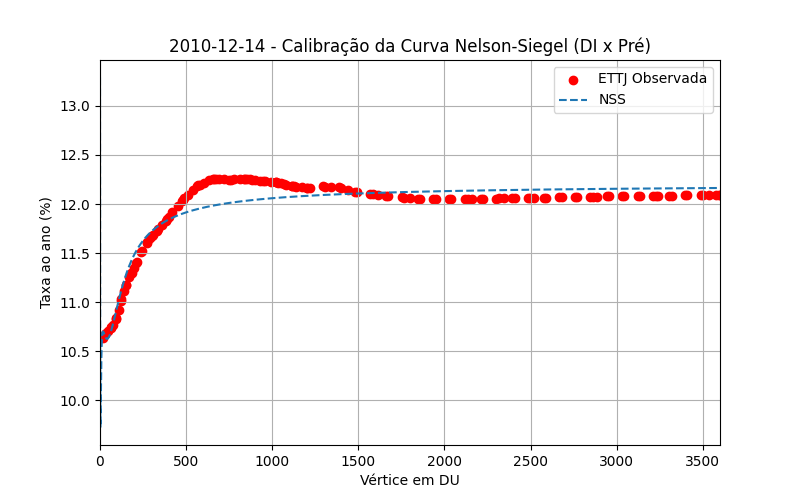 2010-12-14 - Calibração da Curva Nelson-Siegel (DI x Pré)
ETTJ Observada
NSS
Taxa ao ano (%)
13.0
12.5
12.0
11.5
11.0
10.5
10.0
0 500 1000 1500 2000 2500 3000 3500
Vértice em DU